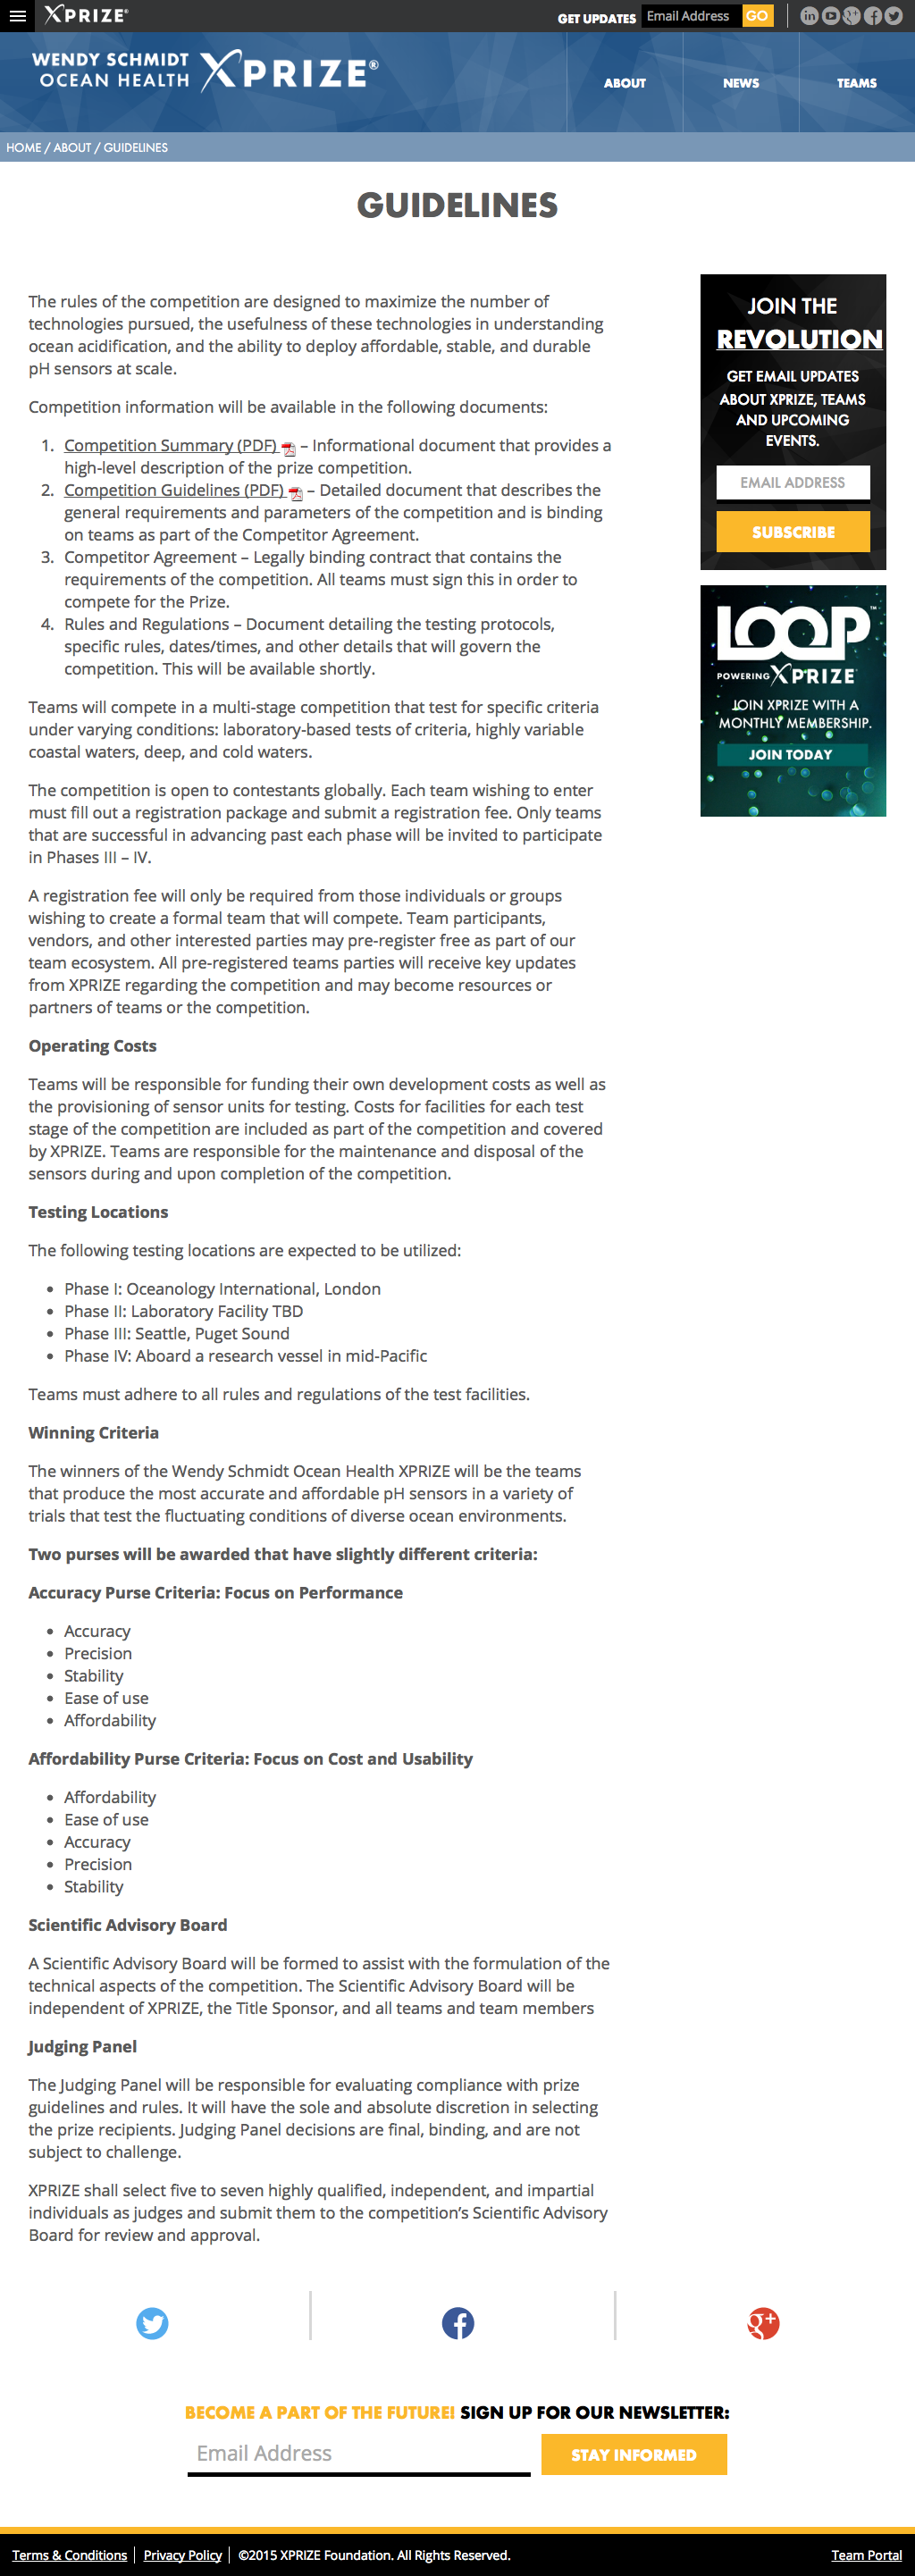 XPRIZE®
GET UPDATES
Email Address
GO
WENDY SCHMIDT
OCEAN HEALTH
XPRIZE®
ABOUT
NEWS
TEAMS
HOME / ABOUT / GUIDELINES
GUIDELINES
The rules of the competition are designed to maximize the number of
technologies pursued, the usefulness of these technologies in understanding
ocean acidification, and the ability to deploy affordable, stable, and durable
pH sensors at scale.
Competition information will be available in the following documents:
1. Competition Summary (PDF) – Informational document that provides a
high-level description of the prize competition.
2. Competition Guidelines (PDF) – Detailed document that describes the
general requirements and parameters of the competition and is binding
on teams as part of the Competitor Agreement.
3. Competitor Agreement – Legally binding contract that contains the
requirements of the competition. All teams must sign this in order to
compete for the Prize.
4. Rules and Regulations – Document detailing the testing protocols,
specific rules, dates/times, and other details that will govern the
competition. This will be available shortly.
Teams will compete in a multi-stage competition that test for specific criteria
under varying conditions: laboratory-based tests of criteria, highly variable
coastal waters, deep, and cold waters.
The competition is open to contestants globally. Each team wishing to enter
must fill out a registration package and submit a registration fee. Only teams
that are successful in advancing past each phase will be invited to participate
in Phases III – IV.
A registration fee will only be required from those individuals or groups
wishing to create a formal team that will compete. Team participants,
vendors, and other interested parties may pre-register free as part of our
team ecosystem. All pre-registered teams parties will receive key updates
from XPRIZE regarding the competition and may become resources or
partners of teams or the competition.
Operating Costs
Teams will be responsible for funding their own development costs as well as
the provisioning of sensor units for testing. Costs for facilities for each test
stage of the competition are included as part of the competition and covered
by XPRIZE. Teams are responsible for the maintenance and disposal of the
sensors during and upon completion of the competition.
Testing Locations
The following testing locations are expected to be utilized:
• Phase I: Oceanology International, London
• Phase II: Laboratory Facility TBD
• Phase III: Seattle, Puget Sound
• Phase IV: Aboard a research vessel in mid-Pacific
Teams must adhere to all rules and regulations of the test facilities.
Winning Criteria
The winners of the Wendy Schmidt Ocean Health XPRIZE will be the teams
that produce the most accurate and affordable pH sensors in a variety of
trials that test the fluctuating conditions of diverse ocean environments.
Two purses will be awarded that have slightly different criteria:
Accuracy Purse Criteria: Focus on Performance
• Accuracy
• Precision
• Stability
• Ease of use
• Affordability
Affordability Purse Criteria: Focus on Cost and Usability
• Affordability
• Ease of use
• Accuracy
• Precision
• Stability
Scientific Advisory Board
A Scientific Advisory Board will be formed to assist with the formulation of the
technical aspects of the competition. The Scientific Advisory Board will be
independent of XPRIZE, the Title Sponsor, and all teams and team members
Judging Panel
The Judging Panel will be responsible for evaluating compliance with prize
guidelines and rules. It will have the sole and absolute discretion in selecting
the prize recipients. Judging Panel decisions are final, binding, and are not
subject to challenge.
XPRIZE shall select five to seven highly qualified, independent, and impartial
individuals as judges and submit them to the competition’s Scientific Advisory
Board for review and approval.
JOIN THE
REVOLUTION
GET EMAIL UPDATES
ABOUT XPRIZE, TEAMS
AND UPCOMING
EVENTS.
EMAIL ADDRESS
SUBSCRIBE
LOOP™
POWERING XPRIZE
JOIN XPRIZE WITH A
MONTHLY MEMBERSHIP.
JOIN TODAY
BECOME A PART OF THE FUTURE! SIGN UP FOR OUR NEWSLETTER:
Email Address
STAY INFORMED
Terms & Conditions | Privacy Policy | ©2015 XPRIZE Foundation. All Rights Reserved.
Team Portal